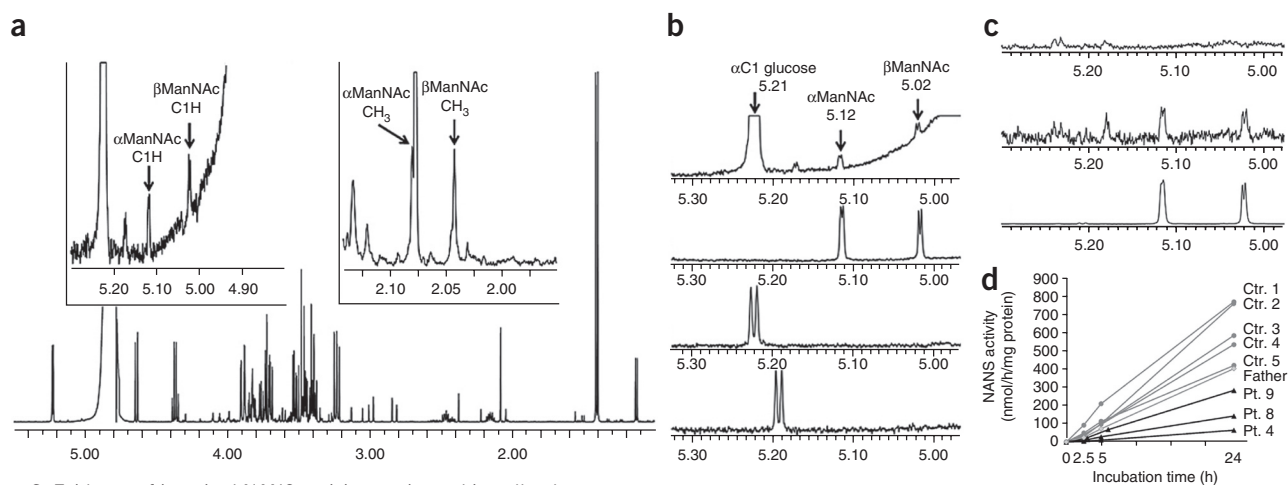 a
αManNAc
C1H
βManNAc
C1H
5.20 5.10 5.00 4.90
αManNAc
CH3
βManNAc
CH3
2.10 2.05 2.00
5.00 4.00 3.00 2.00
b
αC1 glucose
5.21
αManNAc
5.12
βManNAc
5.02
5.30 5.20 5.10 5.00
5.30 5.20 5.10 5.00
5.30 5.20 5.10 5.00
5.30 5.20 5.10 5.00
c
5.20 5.10 5.00
5.20 5.10 5.00
5.20 5.10 5.00
d
NANS activity
(nmol/h/mg protein)
900
800
700
600
500
400
300
200
100
0
0 2.5 5 24
Incubation time (h)
Ctr. 1
Ctr. 2
Ctr. 3
Ctr. 4
Ctr. 5
Father
Pt. 9
Pt. 8
Pt. 4